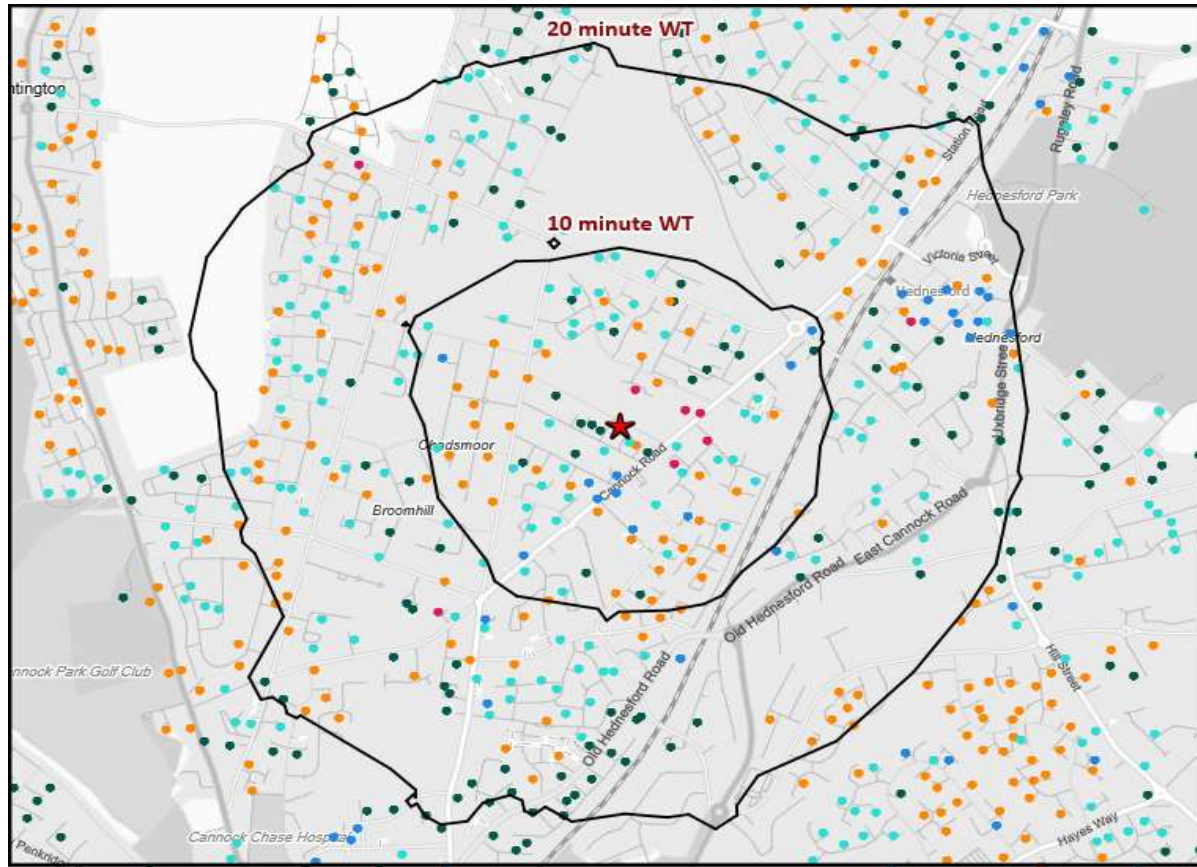 20 minute WT
ntington
Station Road
Rugeley Road
Hednesford Park
10 minute WT
Victoria Street
Hednesford
Hednesford
Uxbridge Street
Chadsmoor
Cannock Road
Broomhill
East Cannock Road
Old Hednesford Road
nnock Park Golf Club
Hill Street
Old Hednesford Road
Cannock Chase Hospital
Hayes Way
Penkridge